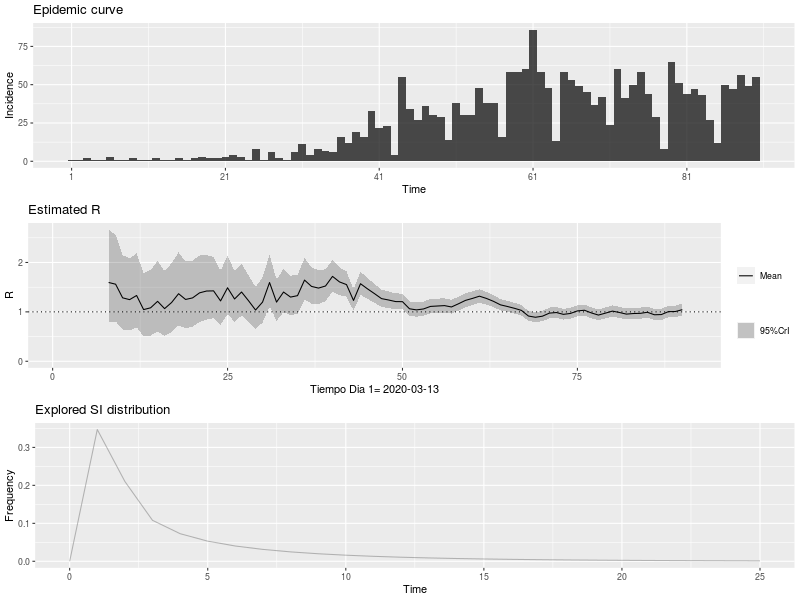 Epidemic curve
75
50
25
0
Incidence
1 21 41 61 81
Time
Estimated R
2
1
0
R
0 25 50 75
Tiempo Dia 1= 2020-03-13
Mean
95%CrI
Explored SI distribution
0.3
0.2
0.1
0.0
Frequency
0 5 10 15 20 25
Time